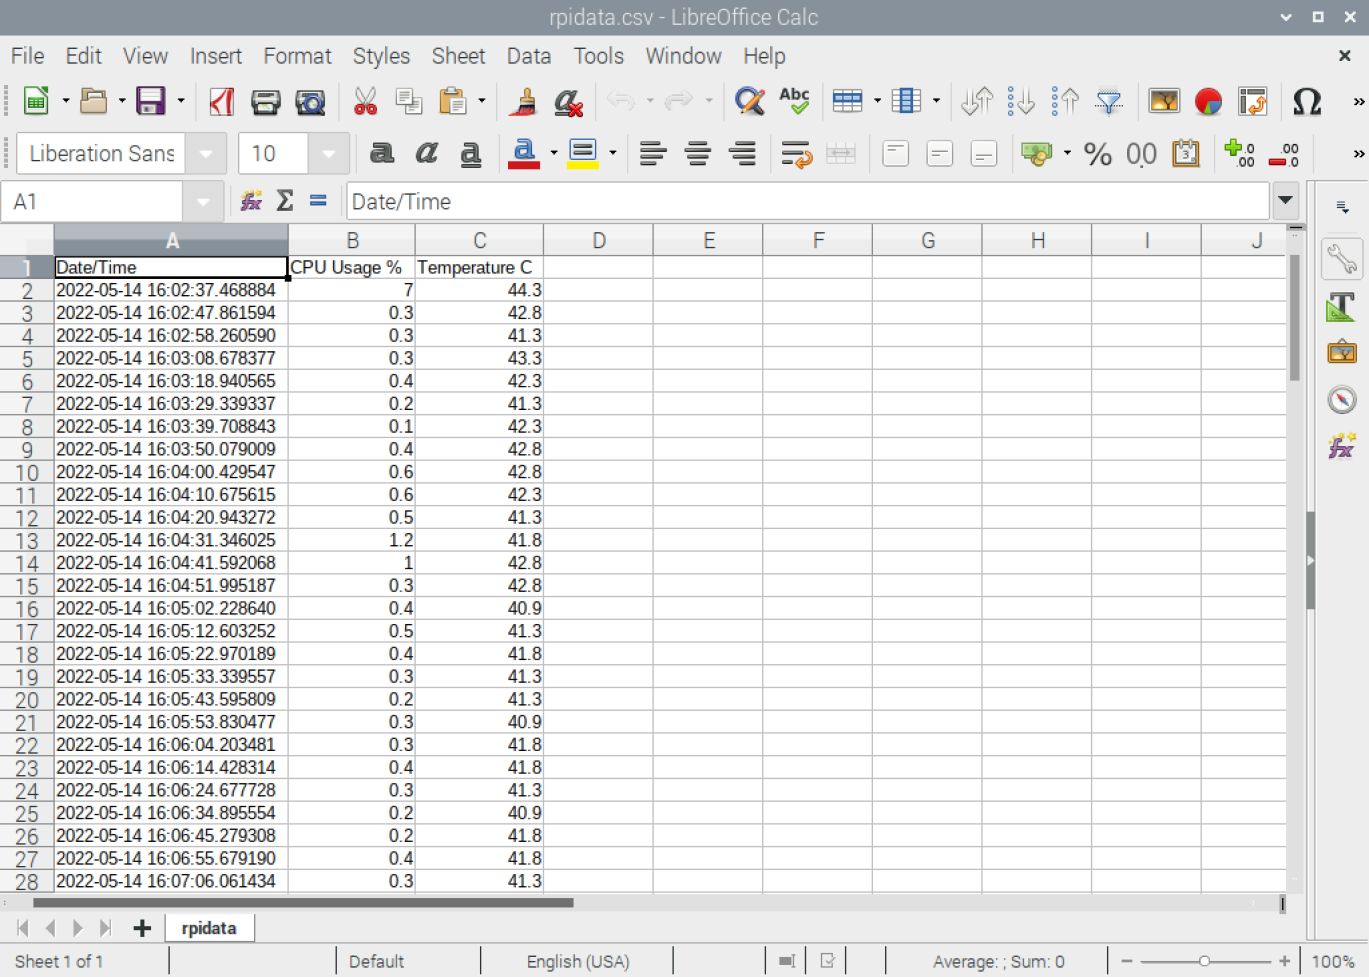 rpidata.csv - LibreOffice Calc
File Edit View Insert Format Styles Sheet Data Tools Window Help
Abc
Liberation Sans 10 a a a a % 0.0 3 .0 .00 .00 .0
A1 fx Σ = Date/Time
A B C D E F G H I J
1 Date/Time CPU Usage % Temperature C
2 2022-05-14 16:02:37.468884 7 44.3
3 2022-05-14 16:02:47.861594 0.3 42.8
4 2022-05-14 16:02:58.260590 0.3 41.3
5 2022-05-14 16:03:08.678377 0.3 43.3
6 2022-05-14 16:03:18.940565 0.4 42.3
7 2022-05-14 16:03:29.339337 0.2 41.3
8 2022-05-14 16:03:39.708843 0.1 42.3
9 2022-05-14 16:03:50.079009 0.4 42.8
10 2022-05-14 16:04:00.429547 0.6 42.8
11 2022-05-14 16:04:10.675615 0.6 42.3
12 2022-05-14 16:04:20.943272 0.5 41.3
13 2022-05-14 16:04:31.346025 1.2 41.8
14 2022-05-14 16:04:41.592068 1 42.8
15 2022-05-14 16:04:51.995187 0.3 42.8
16 2022-05-14 16:05:02.228640 0.4 40.9
17 2022-05-14 16:05:12.603252 0.5 41.3
18 2022-05-14 16:05:22.970189 0.4 41.8
19 2022-05-14 16:05:33.339557 0.3 41.3
20 2022-05-14 16:05:43.595809 0.2 41.3
21 2022-05-14 16:05:53.830477 0.3 40.9
22 2022-05-14 16:06:04.203481 0.3 41.8
23 2022-05-14 16:06:14.428314 0.4 41.8
24 2022-05-14 16:06:24.677728 0.3 41.3
25 2022-05-14 16:06:34.895554 0.2 40.9
26 2022-05-14 16:06:45.279308 0.2 41.8
27 2022-05-14 16:06:55.679190 0.4 41.8
28 2022-05-14 16:07:06.061434 0.3 41.3
rpidata
Sheet 1 of 1 Default English (USA) Average: ; Sum: 0 100%